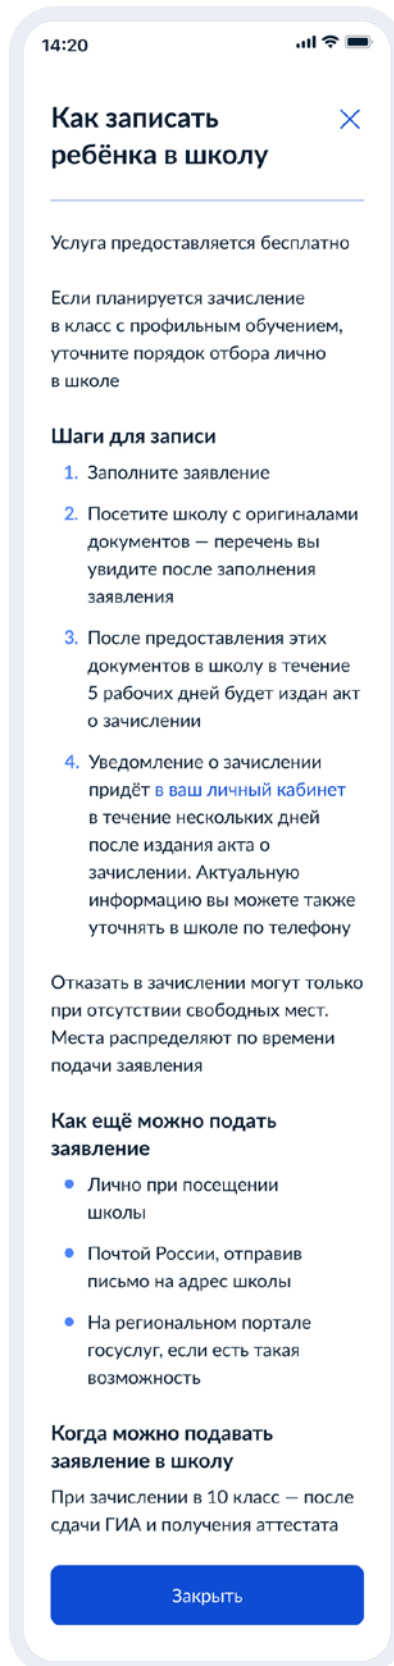 14:20
Как записать
ребёнка в школу
Услуга предоставляется бесплатно
Если планируется зачисление
в класс с профильным обучением,
уточните порядок отбора лично
в школе
Шаги для записи
1. Заполните заявление
2. Посетите школу с оригиналами
документов — перечень вы
увидите после заполнения
заявления
3. После предоставления этих
документов в школу в течение
5 рабочих дней будет издан акт
о зачислении
4. Уведомление о зачислении
придёт в ваш личный кабинет
в течение нескольких дней
после издания акта о
зачислении. Актуальную
информацию вы можете также
уточнять в школе по телефону
Отказать в зачислении могут только
при отсутствии свободных мест.
Места распределяют по времени
подачи заявления
Как ещё можно подать
заявление
• Лично при посещении
школы
• Почтой России, отправив
письмо на адрес школы
• На региональном портале
госуслуг, если есть такая
возможность
Когда можно подавать
заявление в школу
При зачислении в 10 класс — после
сдачи ГИА и получения аттестата
Закрыть